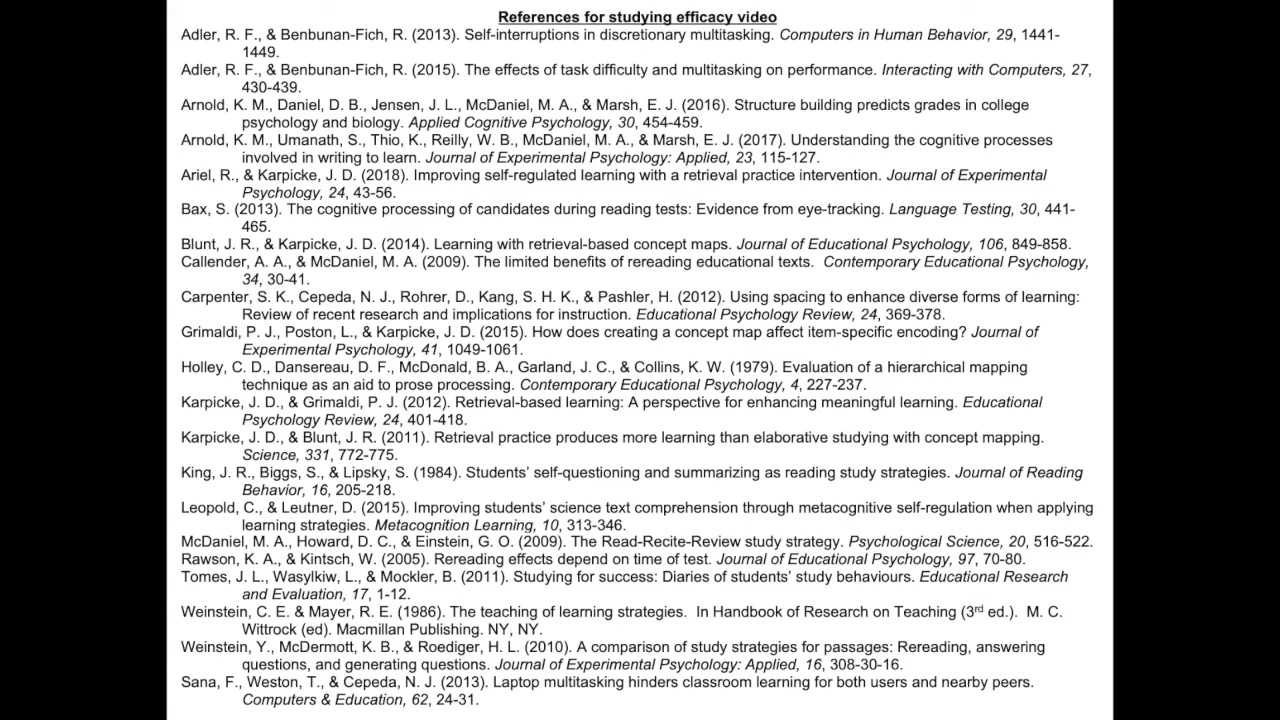 References for studying efficacy video
Adler, R. F., & Benbunan-Fich, R. (2013). Self-interruptions in discretionary multitasking. Computers in Human Behavior, 29, 1441-
1449.
Adler, R. F., & Benbunan-Fich, R. (2015). The effects of task difficulty and multitasking on performance. Interacting with Computers, 27,
430-439.
Arnold, K. M., Daniel, D. B., Jensen, J. L., McDaniel, M. A., & Marsh, E. J. (2016). Structure building predicts grades in college
psychology and biology. Applied Cognitive Psychology, 30, 454-459.
Arnold, K. M., Umanath, S., Thio, K., Reilly, W. B., McDaniel, M. A., & Marsh, E. J. (2017). Understanding the cognitive processes
involved in writing to learn. Journal of Experimental Psychology: Applied, 23, 115-127.
Ariel, R., & Karpicke, J. D. (2018). Improving self-regulated learning with a retrieval practice intervention. Journal of Experimental
Psychology, 24, 43-56.
Bax, S. (2013). The cognitive processing of candidates during reading tests: Evidence from eye-tracking. Language Testing, 30, 441-
465.
Blunt, J. R., & Karpicke, J. D. (2014). Learning with retrieval-based concept maps. Journal of Educational Psychology, 106, 849-858.
Callender, A. A., & McDaniel, M. A. (2009). The limited benefits of rereading educational texts. Contemporary Educational Psychology,
34, 30-41.
Carpenter, S. K., Cepeda, N. J., Rohrer, D., Kang, S. H. K., & Pashler, H. (2012). Using spacing to enhance diverse forms of learning:
Review of recent research and implications for instruction. Educational Psychology Review, 24, 369-378.
Grimaldi, P. J., Poston, L., & Karpicke, J. D. (2015). How does creating a concept map affect item-specific encoding? Journal of
Experimental Psychology, 41, 1049-1061.
Holley, C. D., Dansereau, D. F., McDonald, B. A., Garland, J. C., & Collins, K. W. (1979). Evaluation of a hierarchical mapping
technique as an aid to prose processing. Contemporary Educational Psychology, 4, 227-237.
Karpicke, J. D., & Grimaldi, P. J. (2012). Retrieval-based learning: A perspective for enhancing meaningful learning. Educational
Psychology Review, 24, 401-418.
Karpicke, J. D., & Blunt, J. R. (2011). Retrieval practice produces more learning than elaborative studying with concept mapping.
Science, 331, 772-775.
King, J. R., Biggs, S., & Lipsky, S. (1984). Students’ self-questioning and summarizing as reading study strategies. Journal of Reading
Behavior, 16, 205-218.
Leopold, C., & Leutner, D. (2015). Improving students’ science text comprehension through metacognitive self-regulation when applying
learning strategies. Metacognition Learning, 10, 313-346.
McDaniel, M. A., Howard, D. C., & Einstein, G. O. (2009). The Read-Recite-Review study strategy. Psychological Science, 20, 516-522.
Rawson, K. A., & Kintsch, W. (2005). Rereading effects depend on time of test. Journal of Educational Psychology, 97, 70-80.
Tomes, J. L., Wasylkiw, L., & Mockler, B. (2011). Studying for success: Diaries of students’ study behaviours. Educational Research
and Evaluation, 17, 1-12.
Weinstein, C. E. & Mayer, R. E. (1986). The teaching of learning strategies. In Handbook of Research on Teaching (3rd ed.). M. C.
Wittrock (ed). Macmillan Publishing. NY, NY.
Weinstein, Y., McDermott, K. B., & Roediger, H. L. (2010). A comparison of study strategies for passages: Rereading, answering
questions, and generating questions. Journal of Experimental Psychology: Applied, 16, 308-30-16.
Sana, F., Weston, T., & Cepeda, N. J. (2013). Laptop multitasking hinders classroom learning for both users and nearby peers.
Computers & Education, 62, 24-31.